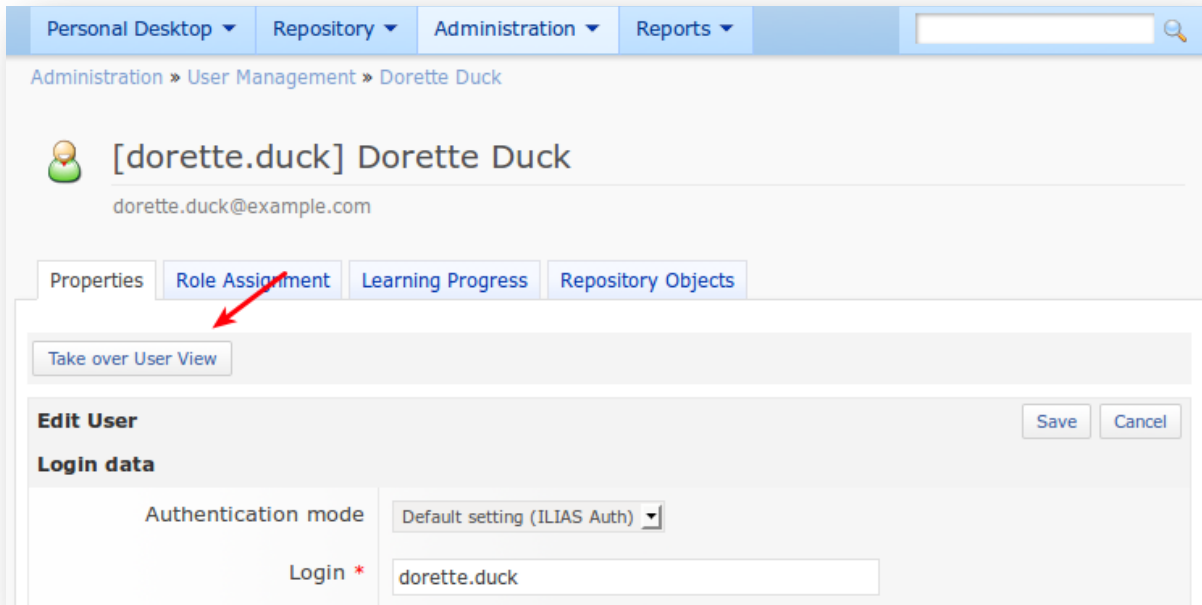 Personal Desktop Repository Administration Reports
Administration » User Management » Dorette Duck
[dorette.duck] Dorette Duck
dorette.duck@example.com
Properties Role Assignment Learning Progress Repository Objects
Take over User View
Edit User Save Cancel
Login data
Authentication mode Default setting (ILIAS Auth)
Login * dorette.duck